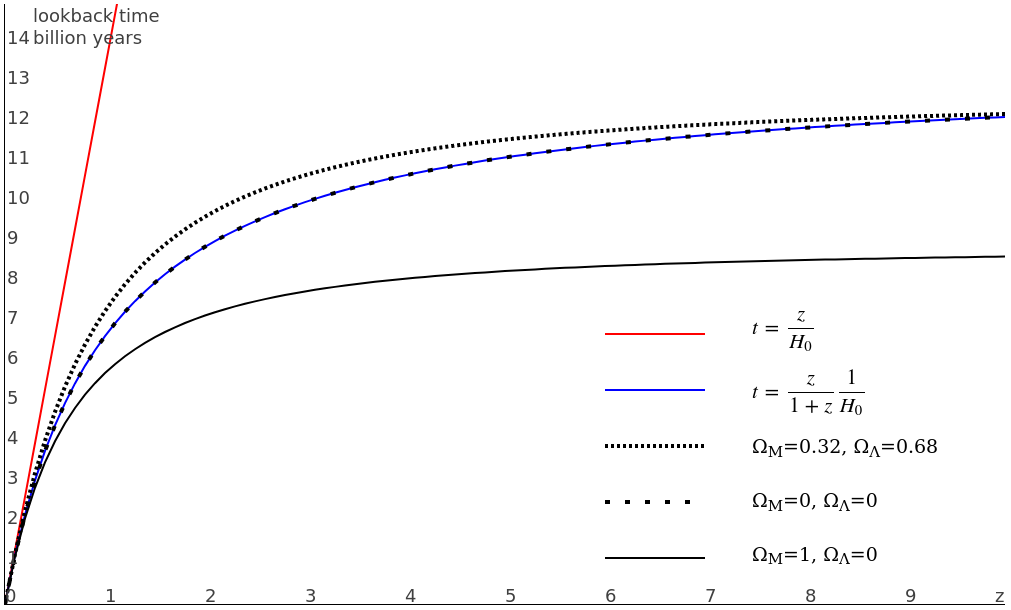 lookback time
billion years
14
13
12
11
10
9
8
7
6
5
4
3
2
1
t = z/H₀
t = z/(1 + z) 1/H₀
Ω_M=0.32, Ω_Λ=0.68
Ω_M=0, Ω_Λ=0
Ω_M=1, Ω_Λ=0
0 1 2 3 4 5 6 7 8 9 z